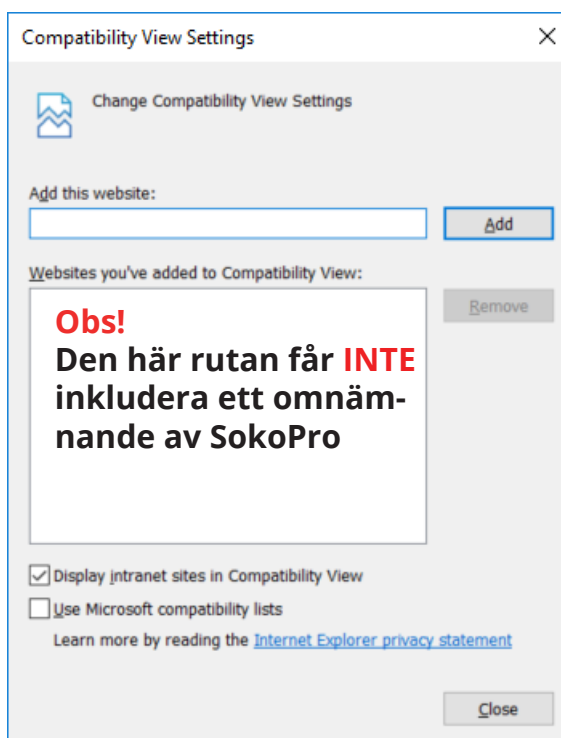 Compatibility View Settings
Change Compatibility View Settings
Add this website:
Add
Websites you've added to Compatibility View:
Remove
Obs!
Den här rutan får INTE
inkludera ett omnäm-
nande av SokoPro
Display intranet sites in Compatibility View
Use Microsoft compatibility lists
Learn more by reading the Internet Explorer privacy statement
Close